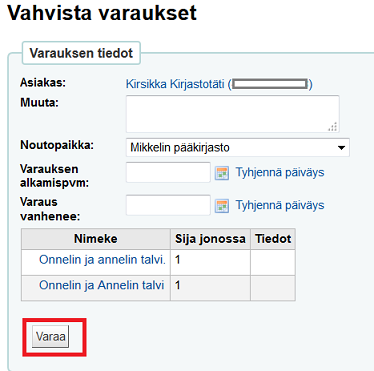 Vahvista varaukset
Varauksen tiedot
Asiakas: Kirsikka Kirjastotäti ( )
Muuta:
Noutopaikka: Mikkelin pääkirjasto
Varauksen
alkamispvm: Tyhjennä päiväys
Varaus
vanhenee: Tyhjennä päiväys
Nimeke Sija jonossa Tiedot
Onnelin ja annelin talvi. 1
Onnelin ja Annelin talvi 1
Varaa